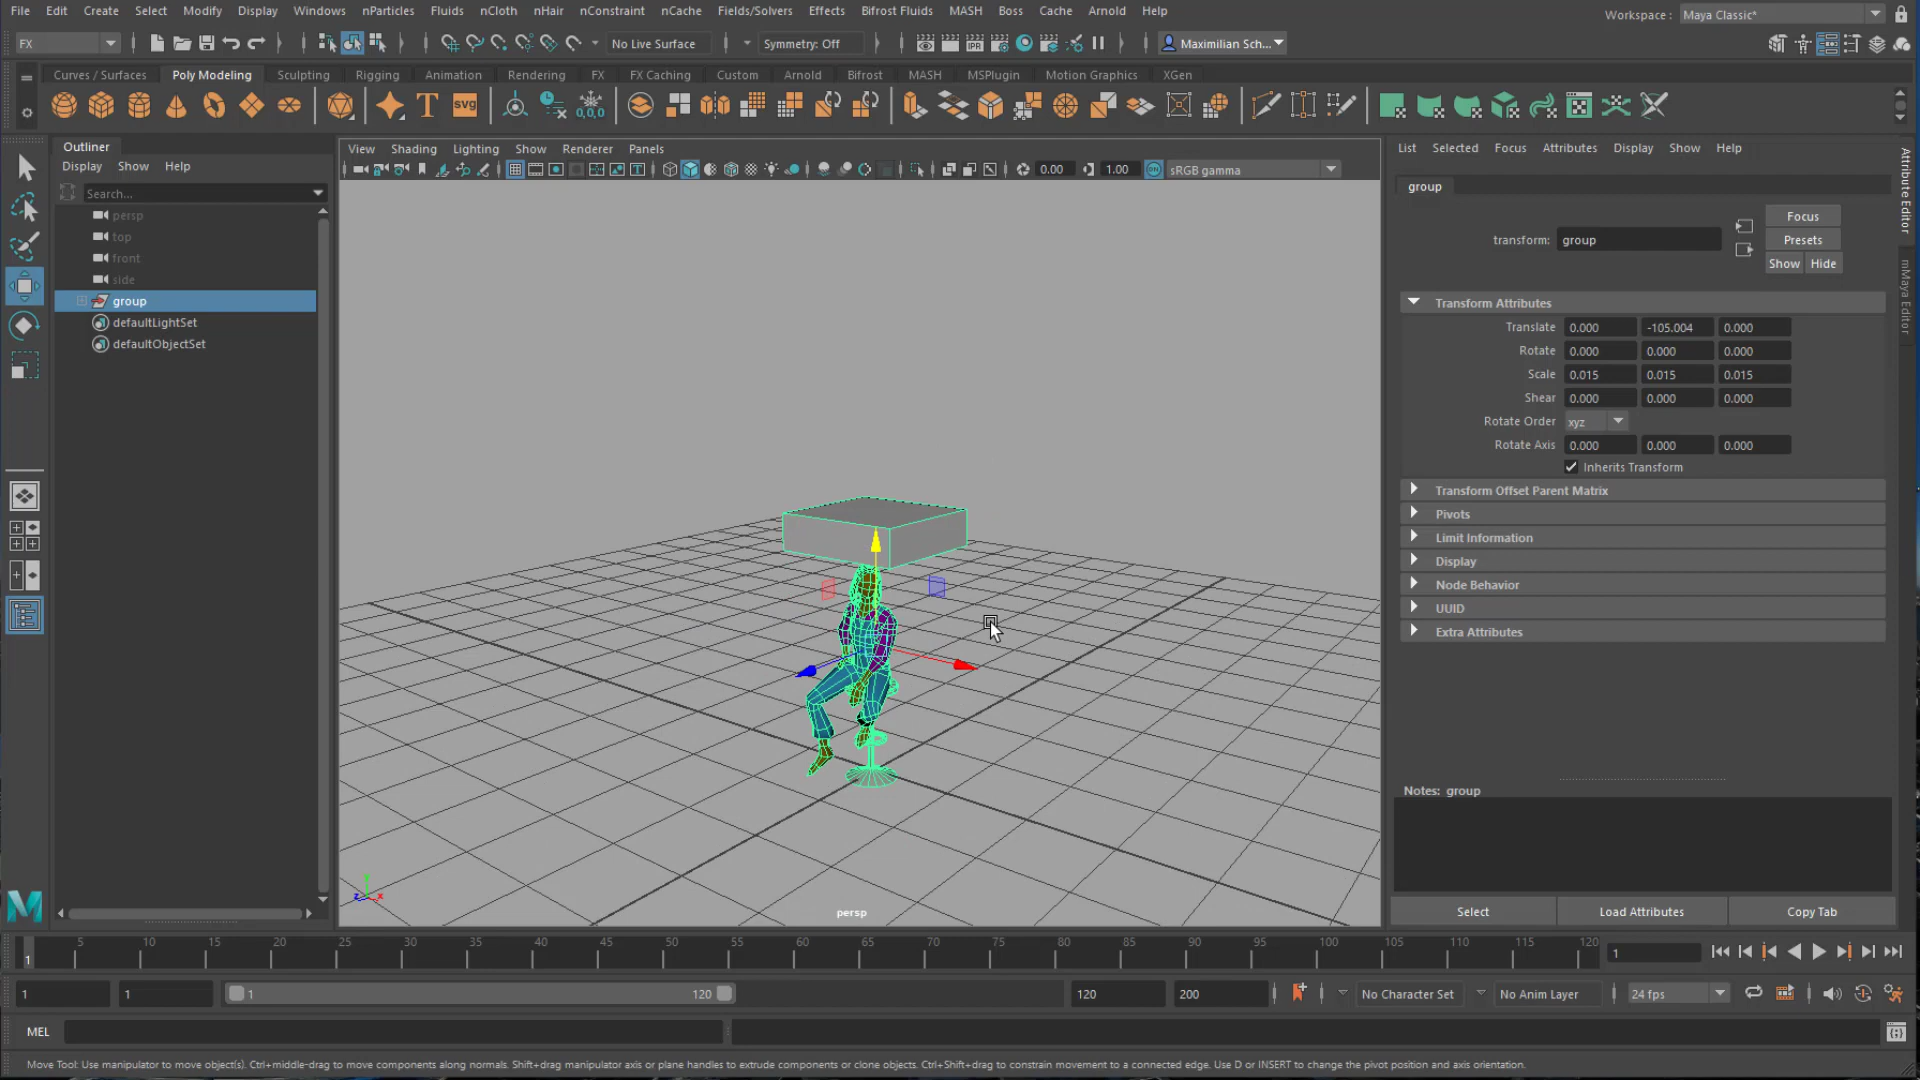 File Edit Create Select Modify Display Windows nParticles Fluids nCloth nHair nConstraint nCache Fields/Solvers Effects Bifrost Fluids MASH Boss Cache Arnold Help
Workspace : Maya Classic*
FX No Live Surface Symmetry: Off Maximilian Sch...
Curves / Surfaces Poly Modeling Sculpting Rigging Animation Rendering FX FX Caching Custom Arnold Bifrost MASH MSPlugin Motion Graphics XGen
T SVG 0,0,0
Outliner
Display Show Help
Search...
persp
top
front
side
group
defaultLightSet
defaultObjectSet
View Shading Lighting Show Renderer Panels
0.00 1.00 sRGB gamma
persp
List Selected Focus Attributes Display Show Help
group
transform: group
Focus
Presets
Show Hide
Transform Attributes
Translate 0.000 -105.004 0.000
Rotate 0.000 0.000 0.000
Scale 0.015 0.015 0.015
Shear 0.000 0.000 0.000
Rotate Order xyz
Rotate Axis 0.000 0.000 0.000
Inherits Transform
Transform Offset Parent Matrix
Pivots
Limit Information
Display
Node Behavior
UUID
Extra Attributes
Notes: group
Select Load Attributes Copy Tab
Attribute Editor
mMaya Editor
5 10 15 20 25 30 35 40 45 50 55 60 65 70 75 80 85 90 95 100 105 110 115 120
1 1
1 1 1 120 120 200 No Character Set No Anim Layer 24 fps
MEL
Move Tool: Use manipulator to move object(s). Ctrl+middle-drag to move components along normals. Shift+drag manipulator axis or plane handles to extrude components or clone objects. Ctrl+Shift+drag to constrain movement to a connected edge. Use D or INSERT to change the pivot position and axis orientation.